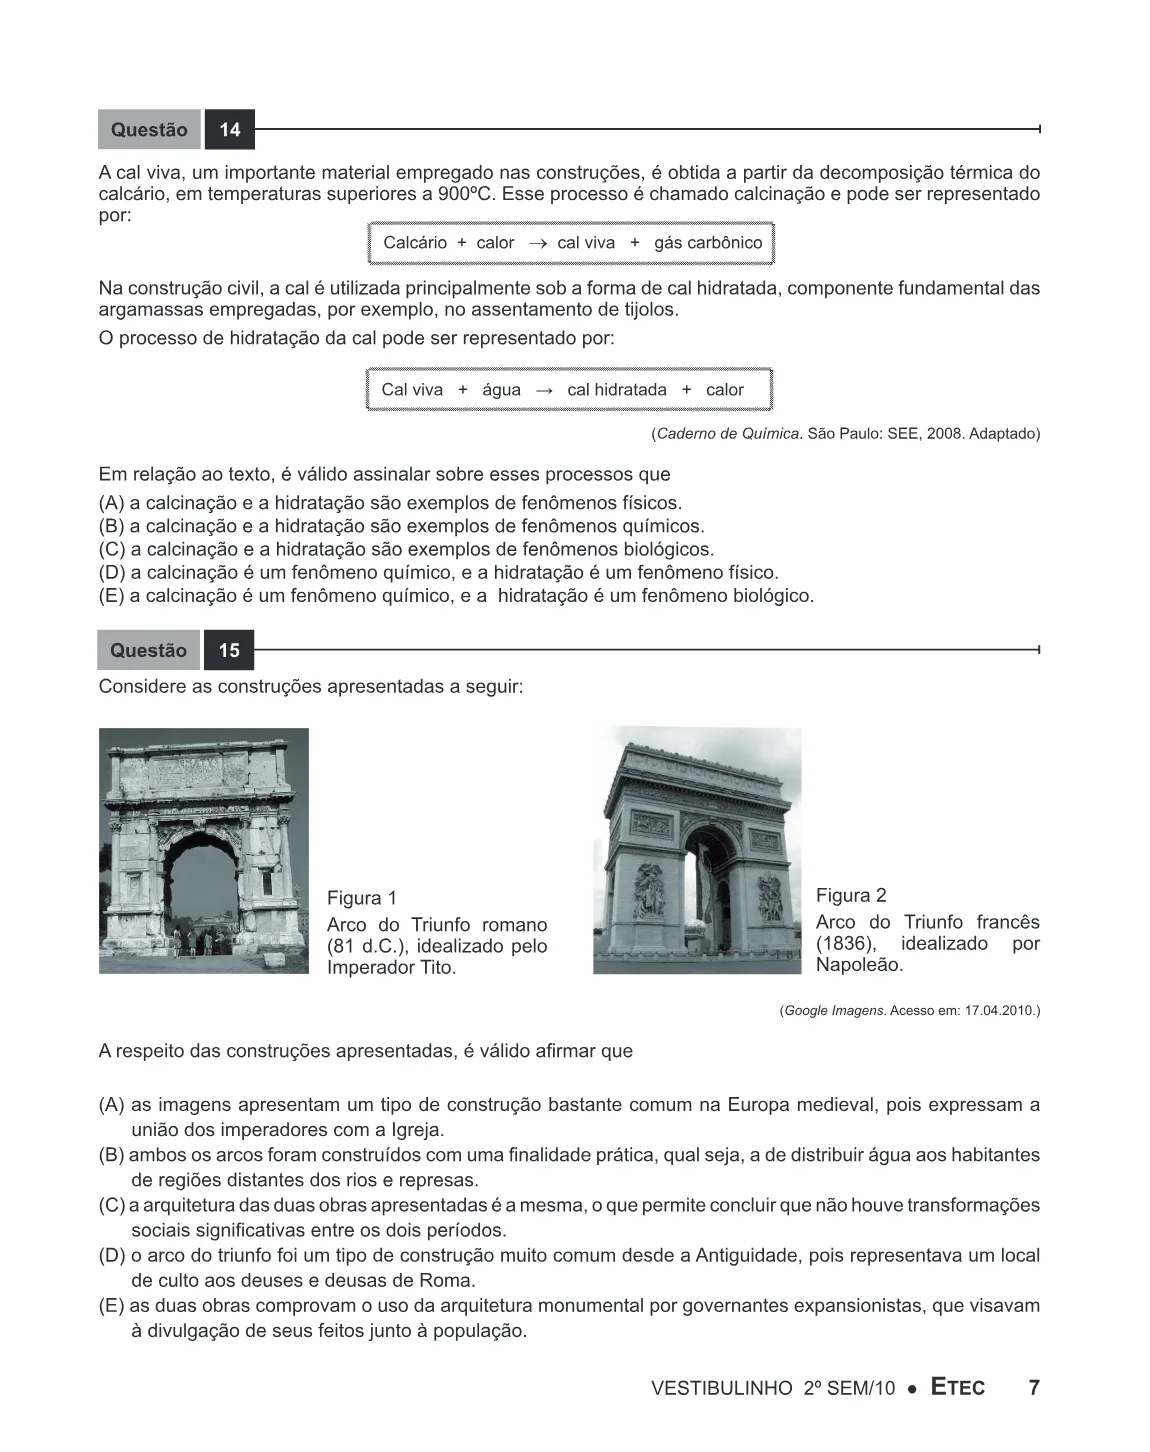 Questão 14
A cal viva, um importante material empregado nas construções, é obtida a partir da decomposição térmica do
calcário, em temperaturas superiores a 900ºC. Esse processo é chamado calcinação e pode ser representado
por:
Calcário + calor → cal viva + gás carbônico
Na construção civil, a cal é utilizada principalmente sob a forma de cal hidratada, componente fundamental das
argamassas empregadas, por exemplo, no assentamento de tijolos.
O processo de hidratação da cal pode ser representado por:
Cal viva + água → cal hidratada + calor
(Caderno de Química. São Paulo: SEE, 2008. Adaptado)
Em relação ao texto, é válido assinalar sobre esses processos que
(A) a calcinação e a hidratação são exemplos de fenômenos físicos.
(B) a calcinação e a hidratação são exemplos de fenômenos químicos.
(C) a calcinação e a hidratação são exemplos de fenômenos biológicos.
(D) a calcinação é um fenômeno químico, e a hidratação é um fenômeno físico.
(E) a calcinação é um fenômeno químico, e a hidratação é um fenômeno biológico.
Questão 15
Considere as construções apresentadas a seguir:
Figura 1
Arco do Triunfo romano
(81 d.C.), idealizado pelo
Imperador Tito.
Figura 2
Arco do Triunfo francês
(1836), idealizado por
Napoleão.
(Google Imagens. Acesso em: 17.04.2010.)
A respeito das construções apresentadas, é válido afirmar que
(A) as imagens apresentam um tipo de construção bastante comum na Europa medieval, pois expressam a
união dos imperadores com a Igreja.
(B) ambos os arcos foram construídos com uma finalidade prática, qual seja, a de distribuir água aos habitantes
de regiões distantes dos rios e represas.
(C) a arquitetura das duas obras apresentadas é a mesma, o que permite concluir que não houve transformações
sociais significativas entre os dois períodos.
(D) o arco do triunfo foi um tipo de construção muito comum desde a Antiguidade, pois representava um local
de culto aos deuses e deusas de Roma.
(E) as duas obras comprovam o uso da arquitetura monumental por governantes expansionistas, que visavam
à divulgação de seus feitos junto à população.
VESTIBULINHO 2º SEM/10 • ETEC 7